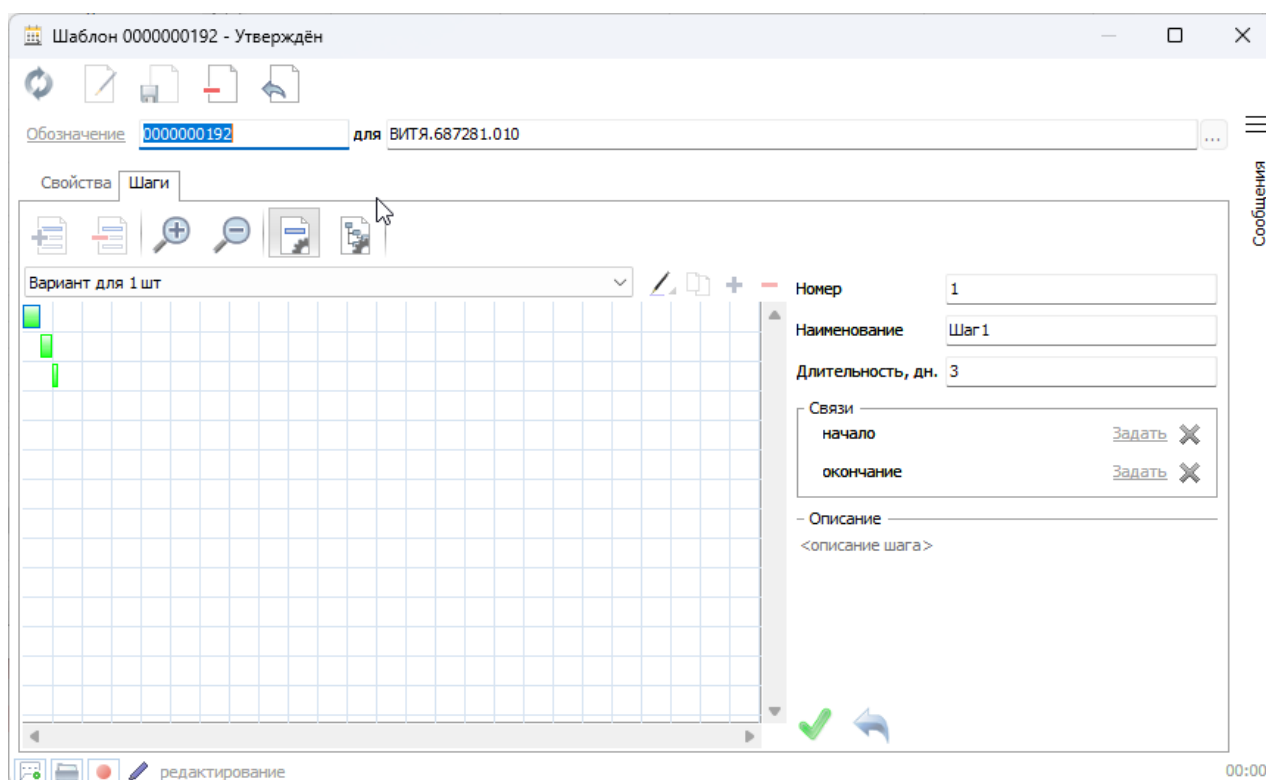 Шаблон 0000000192 - Утверждён
Обозначение 0000000192 для ВИТЯ.687281.010 ...
Сообщения
Свойства Шаги
Вариант для 1 шт
Номер 1
Наименование Шаг1
Длительность, дн. 3
Связи
начало Задать
окончание Задать
Описание
<описание шага>
редактирование 00:00